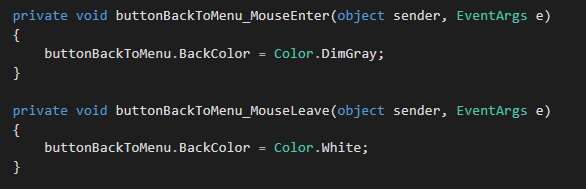 private void buttonBackToMenu_MouseEnter(object sender, EventArgs e)
{
    buttonBackToMenu.BackColor = Color.DimGray;
}

private void buttonBackToMenu_MouseLeave(object sender, EventArgs e)
{
    buttonBackToMenu.BackColor = Color.White;
}